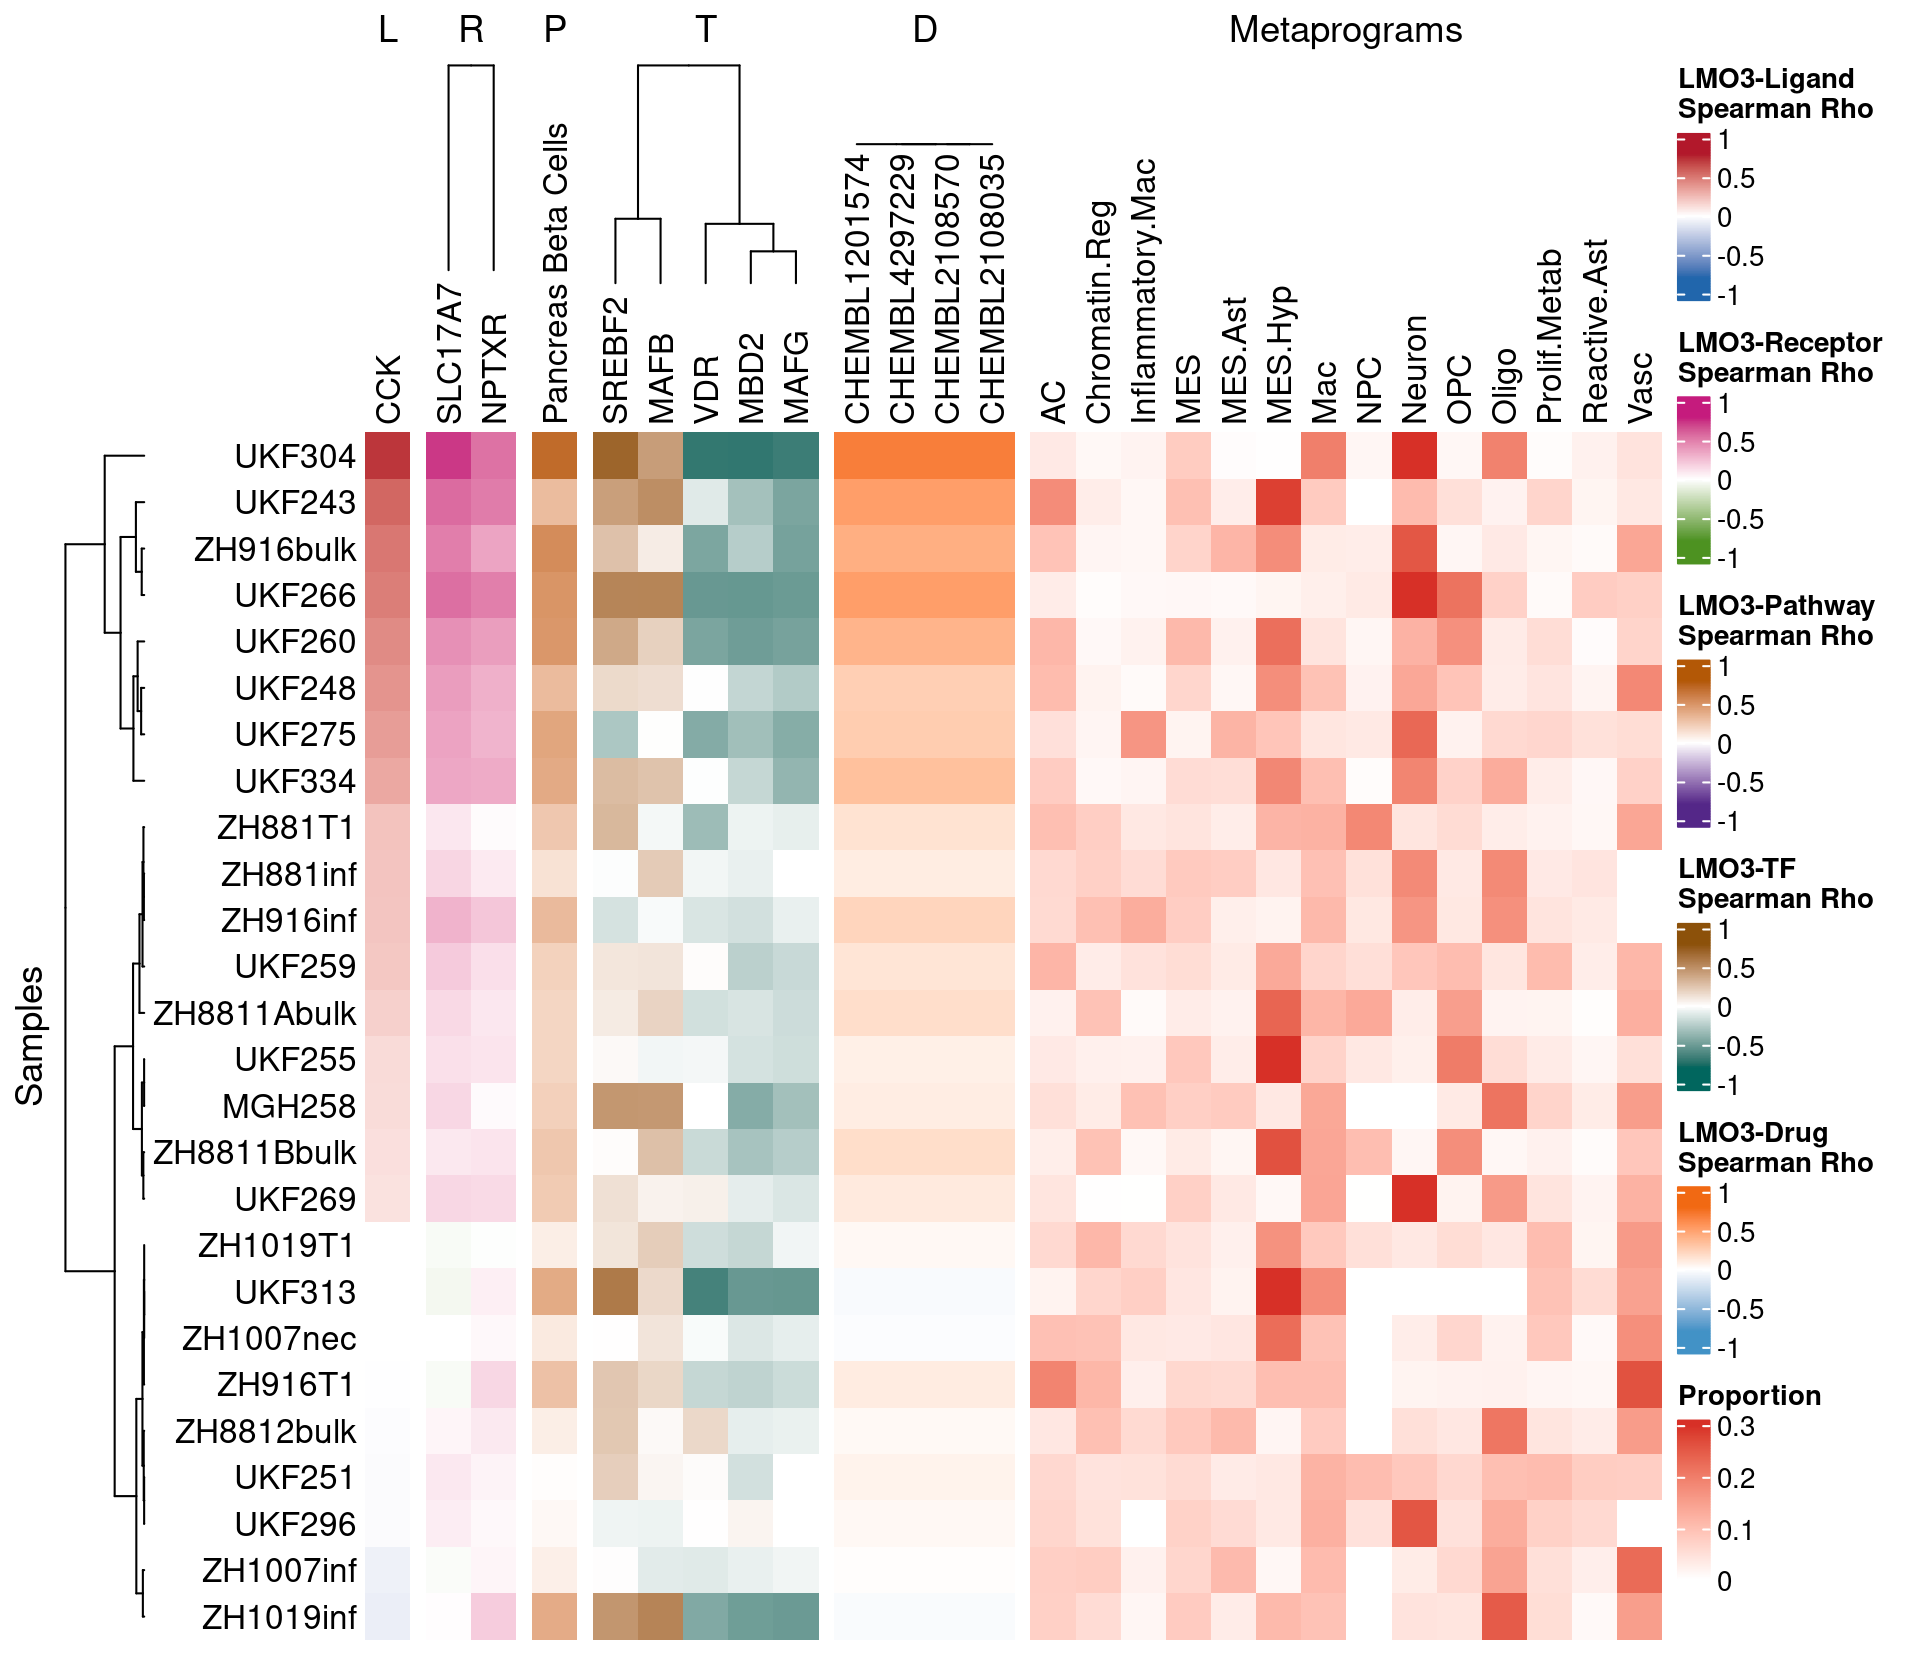 L R P T D Metaprograms
CCK
SLC17A7
NPTXR
Pancreas Beta Cells
SREBF2
MAFB
VDR
MBD2
MAFG
CHEMBL1201574
CHEMBL4297229
CHEMBL2108570
CHEMBL2108035
AC
Chromatin.Reg
Inflammatory.Mac
MES
MES.Ast
MES.Hyp
Mac
NPC
Neuron
OPC
Oligo
Prolif.Metab
Reactive.Ast
Vasc
Samples
UKF304
UKF243
ZH916bulk
UKF266
UKF260
UKF248
UKF275
UKF334
ZH881T1
ZH881inf
ZH916inf
UKF259
ZH8811Abulk
UKF255
MGH258
ZH8811Bbulk
UKF269
ZH1019T1
UKF313
ZH1007nec
ZH916T1
ZH8812bulk
UKF251
UKF296
ZH1007inf
ZH1019inf
LMO3-Ligand
Spearman Rho
1
0.5
0
-0.5
-1
LMO3-Receptor
Spearman Rho
1
0.5
0
-0.5
-1
LMO3-Pathway
Spearman Rho
1
0.5
0
-0.5
-1
LMO3-TF
Spearman Rho
1
0.5
0
-0.5
-1
LMO3-Drug
Spearman Rho
1
0.5
0
-0.5
-1
Proportion
0.3
0.2
0.1
0